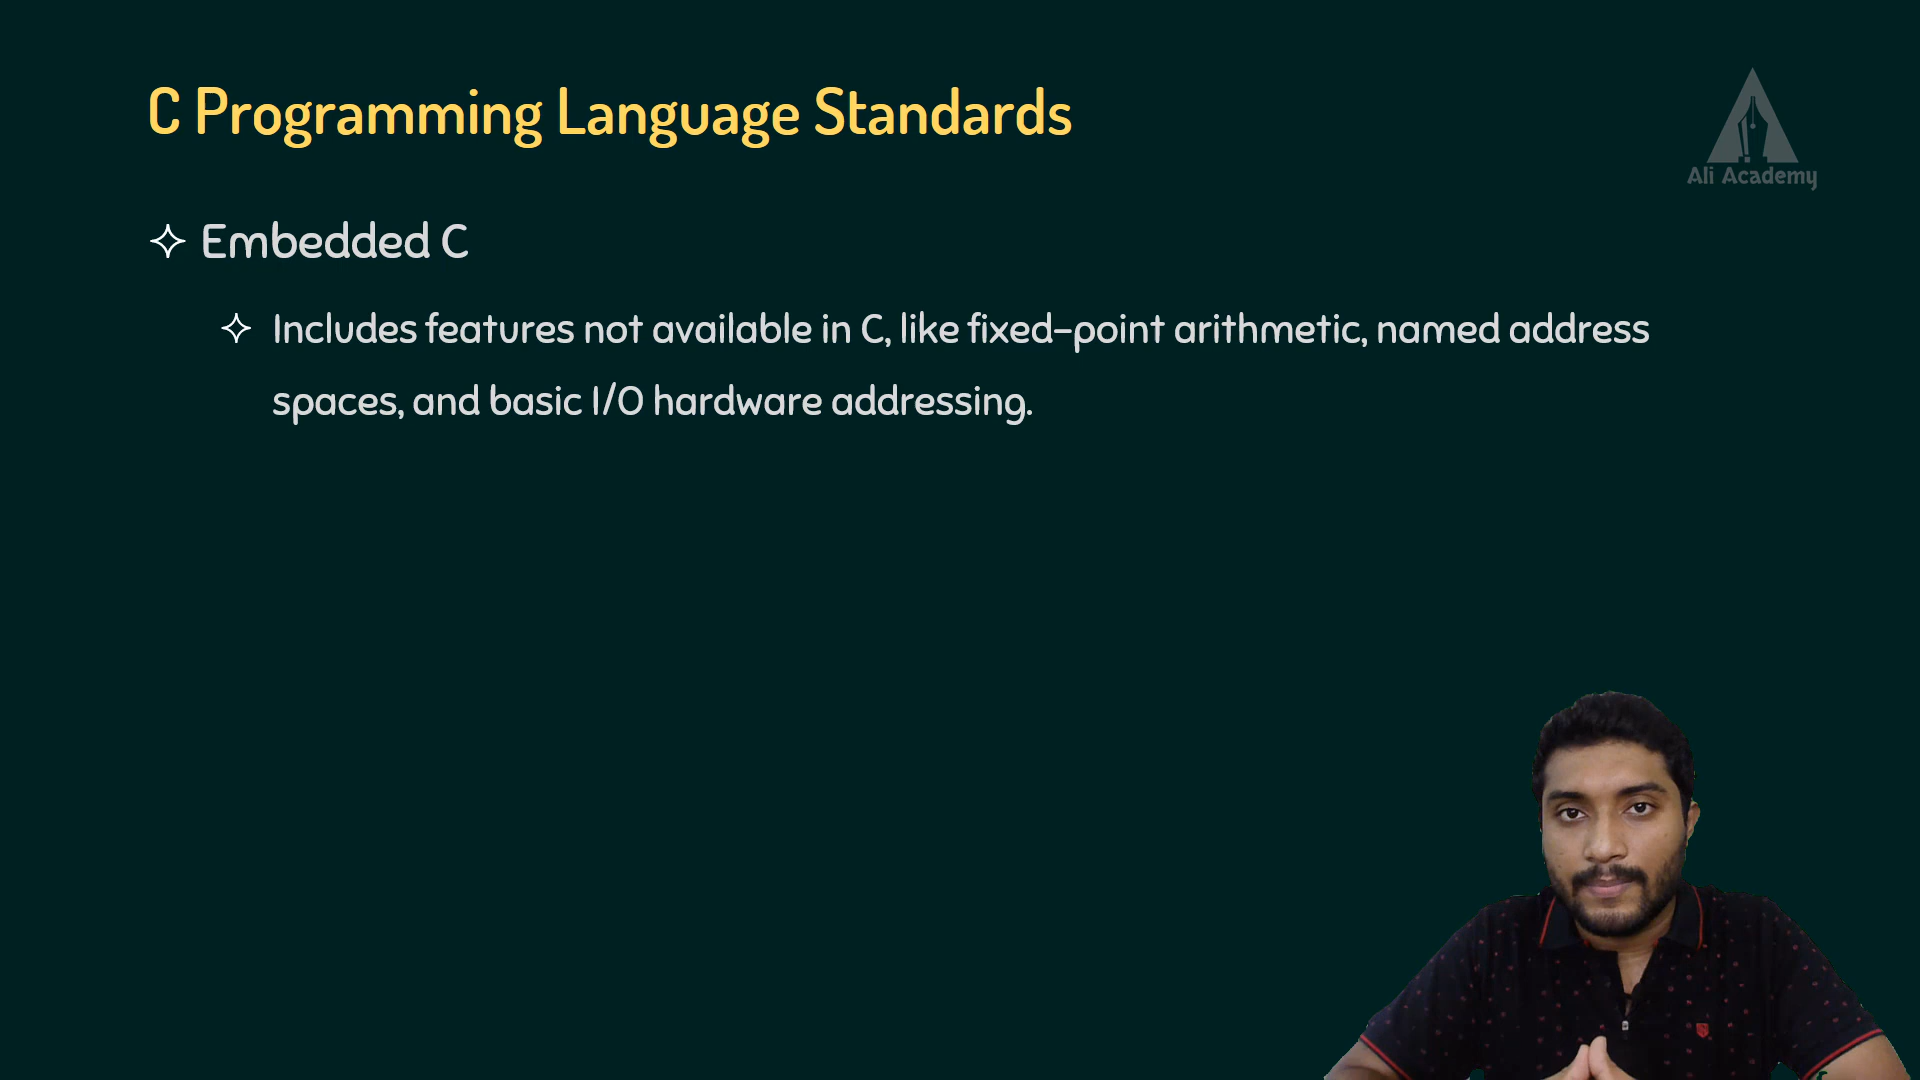 C Programming Language Standards
Ali Academy
Embedded C
Includes features not available in C, like fixed-point arithmetic, named address
spaces, and basic I/O hardware addressing.